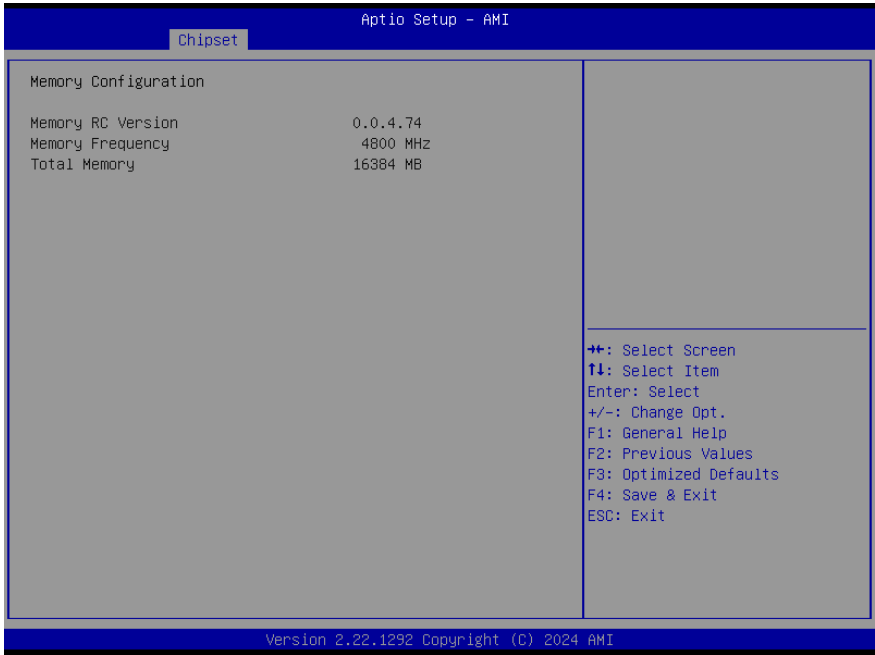 Aptio Setup – AMI
Chipset
Memory Configuration
Memory RC Version 0.0.4.74
Memory Frequency 4800 MHz
Total Memory 16384 MB
→←: Select Screen
↑↓: Select Item
Enter: Select
+/-: Change Opt.
F1: General Help
F2: Previous Values
F3: Optimized Defaults
F4: Save & Exit
ESC: Exit
Version 2.22.1292 Copyright (C) 2024 AMI